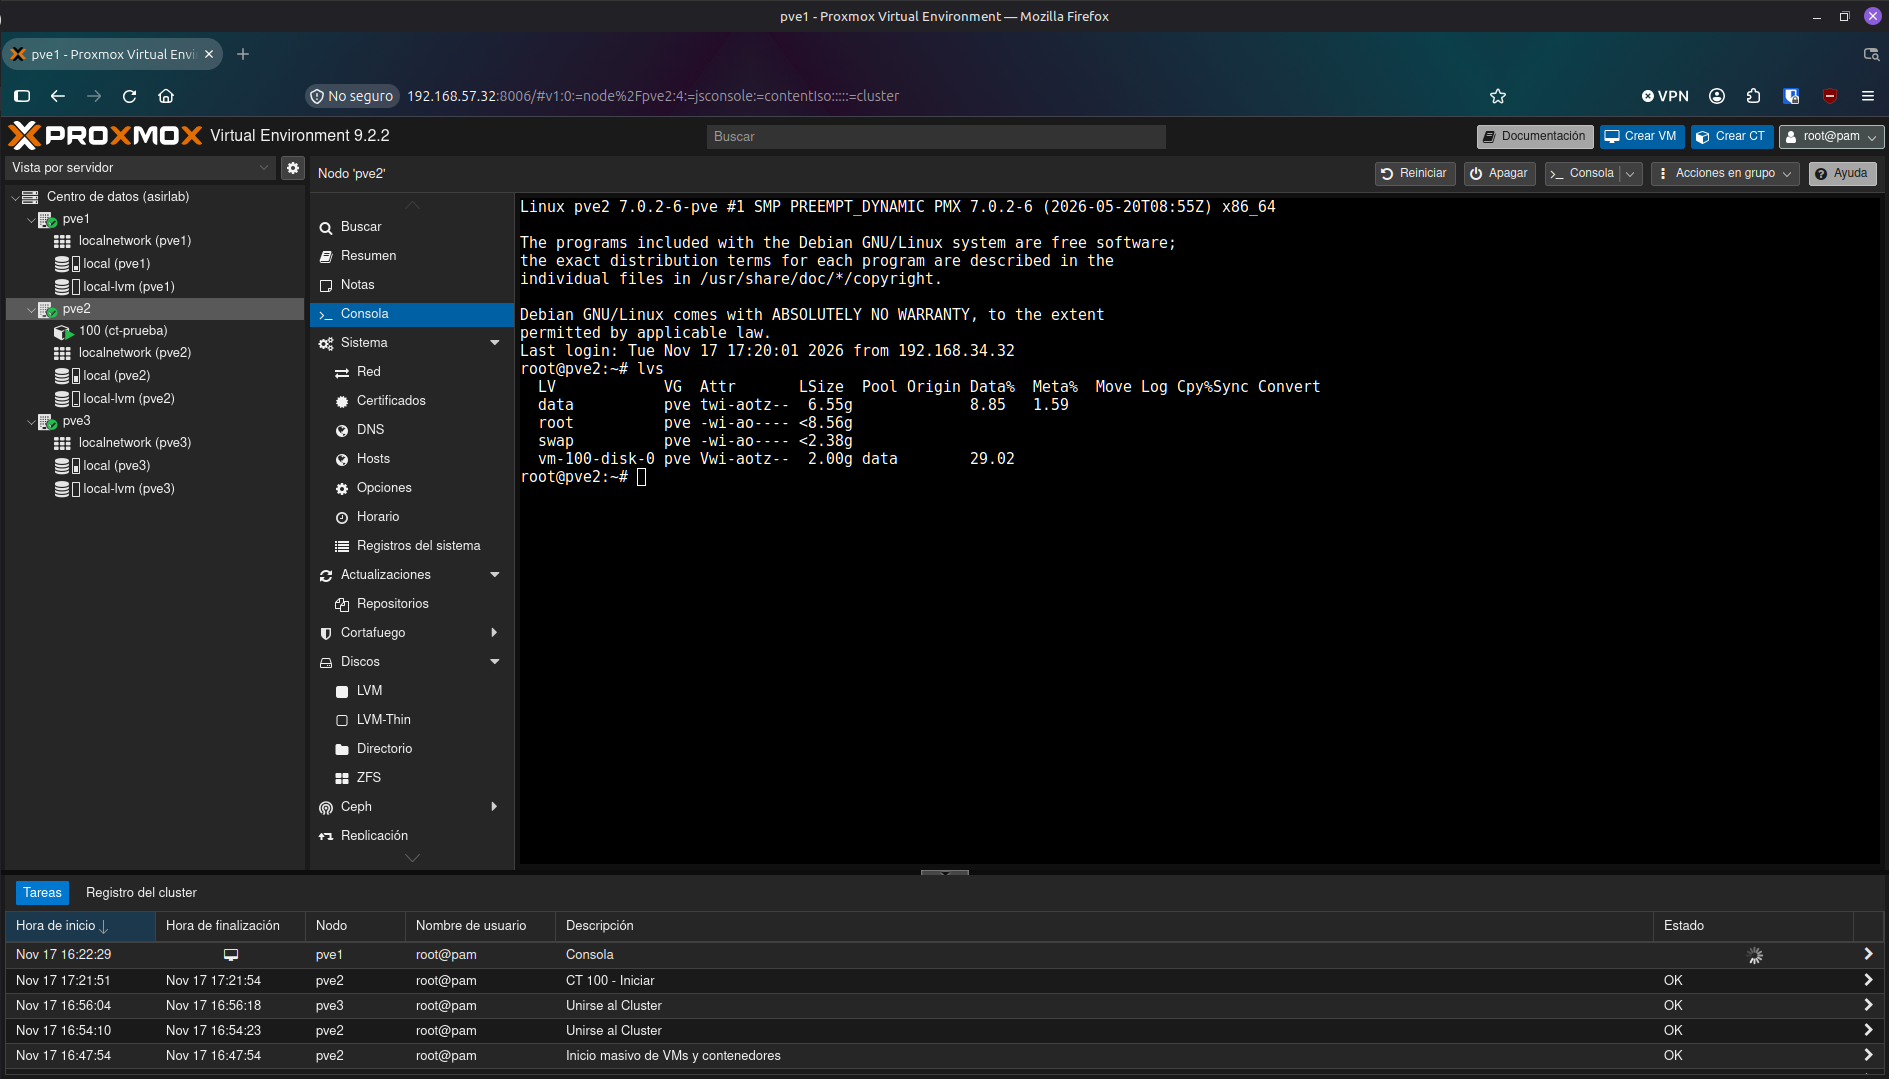 pve1 - Proxmox Virtual Environment — Mozilla Firefox
pve1 - Proxmox Virtual Envi
No seguro
192.168.57.32:8006/#v1:0:=node%2Fpve2:4:=jsconsole:=contentIso:::::=cluster
VPN
PROXMOX Virtual Environment 9.2.2
Buscar
Documentación
Crear VM
Crear CT
root@pam
Vista por servidor
Nodo 'pve2'
Reiniciar
Apagar
Consola
Acciones en grupo
Ayuda
Centro de datos (asirlab)
pve1
localnetwork (pve1)
local (pve1)
local-lvm (pve1)
pve2
100 (ct-prueba)
localnetwork (pve2)
local (pve2)
local-lvm (pve2)
pve3
localnetwork (pve3)
local (pve3)
local-lvm (pve3)
Buscar
Resumen
Notas
Consola
Sistema
Red
Certificados
DNS
Hosts
Opciones
Horario
Registros del sistema
Actualizaciones
Repositorios
Cortafuego
Discos
LVM
LVM-Thin
Directorio
ZFS
Ceph
Replicación
Linux pve2 7.0.2-6-pve #1 SMP PREEMPT_DYNAMIC PMX 7.0.2-6 (2026-05-20T08:55Z) x86_64
The programs included with the Debian GNU/Linux system are free software;
the exact distribution terms for each program are described in the
individual files in /usr/share/doc/*/copyright.
Debian GNU/Linux comes with ABSOLUTELY NO WARRANTY, to the extent
permitted by applicable law.
Last login: Tue Nov 17 17:20:01 2026 from 192.168.34.32
root@pve2:~# lvs
LV VG Attr LSize Pool Origin Data% Meta% Move Log Cpy%Sync Convert
data pve twi-aotz-- 6.55g 8.85 1.59
root pve -wi-ao---- <8.56g
swap pve -wi-ao---- <2.38g
vm-100-disk-0 pve Vwi-aotz-- 2.00g data 29.02
root@pve2:~#
Tareas
Registro del cluster
Hora de inicio Hora de finalización Nodo Nombre de usuario Descripción Estado
Nov 17 16:22:29 pve1 root@pam Consola
Nov 17 17:21:51 Nov 17 17:21:54 pve2 root@pam CT 100 - Iniciar OK
Nov 17 16:56:04 Nov 17 16:56:18 pve3 root@pam Unirse al Cluster OK
Nov 17 16:54:10 Nov 17 16:54:23 pve2 root@pam Unirse al Cluster OK
Nov 17 16:47:54 Nov 17 16:47:54 pve2 root@pam Inicio masivo de VMs y contenedores OK